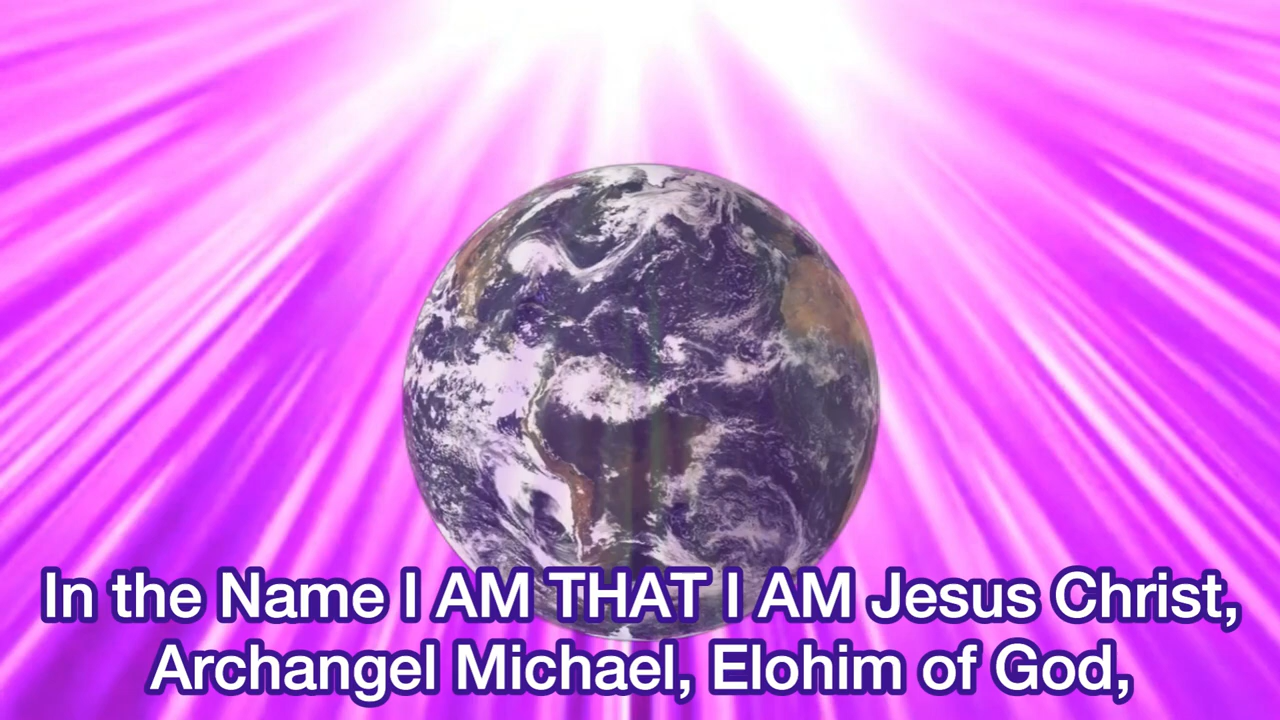 In the Name I AM THAT I AM Jesus Christ,
Archangel Michael, Elohim of God,